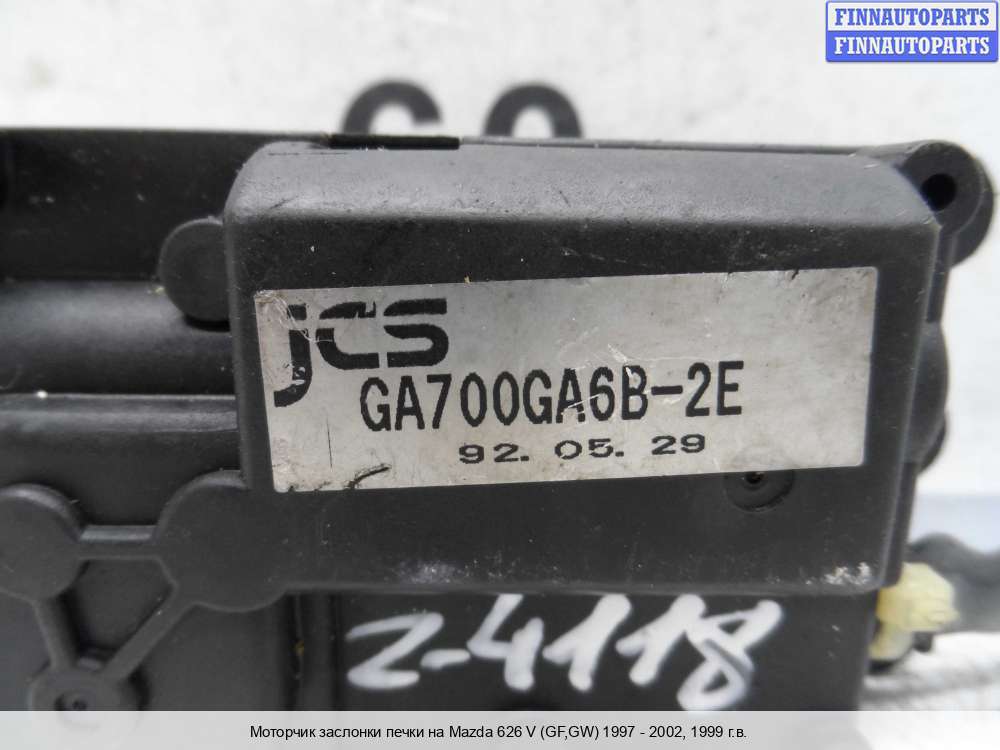 FINNAUTOPARTS
FINNAUTOPARTS
jcs
GA700GA6B-2E
92. 05. 29
2-4118
Моторчик заслонки печки на Mazda 626 V (GF,GW) 1997 - 2002, 1999 г.в.